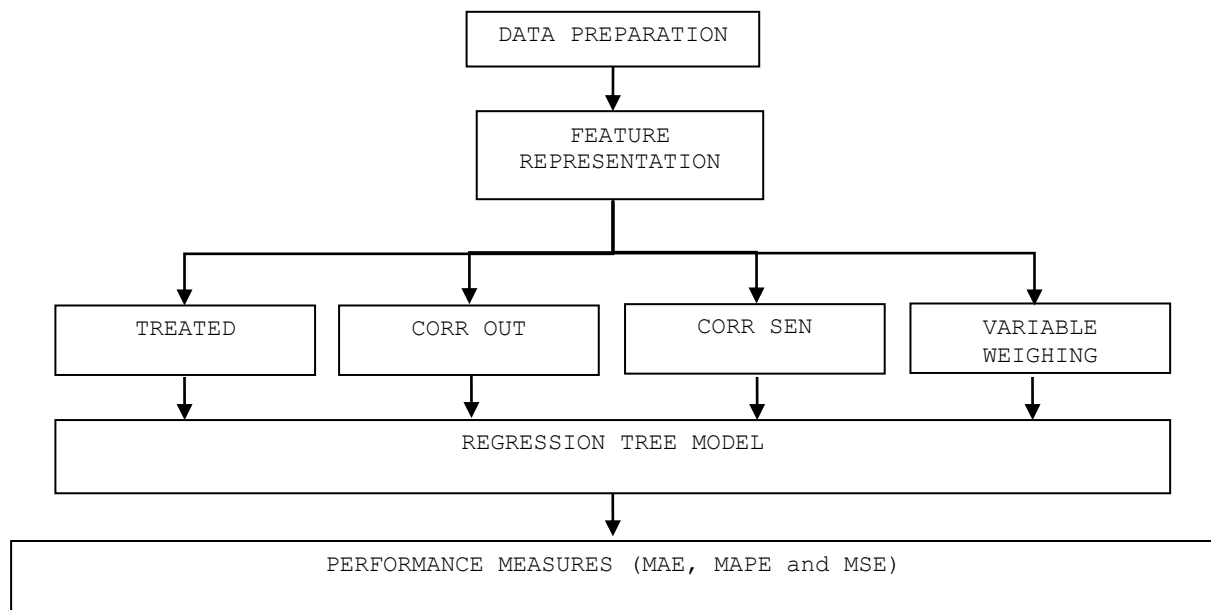 DATA PREPARATION
FEATURE
REPRESENTATION
TREATED
CORR OUT
CORR SEN
VARIABLE
WEIGHING
REGRESSION TREE MODEL
PERFORMANCE MEASURES (MAE, MAPE and MSE)